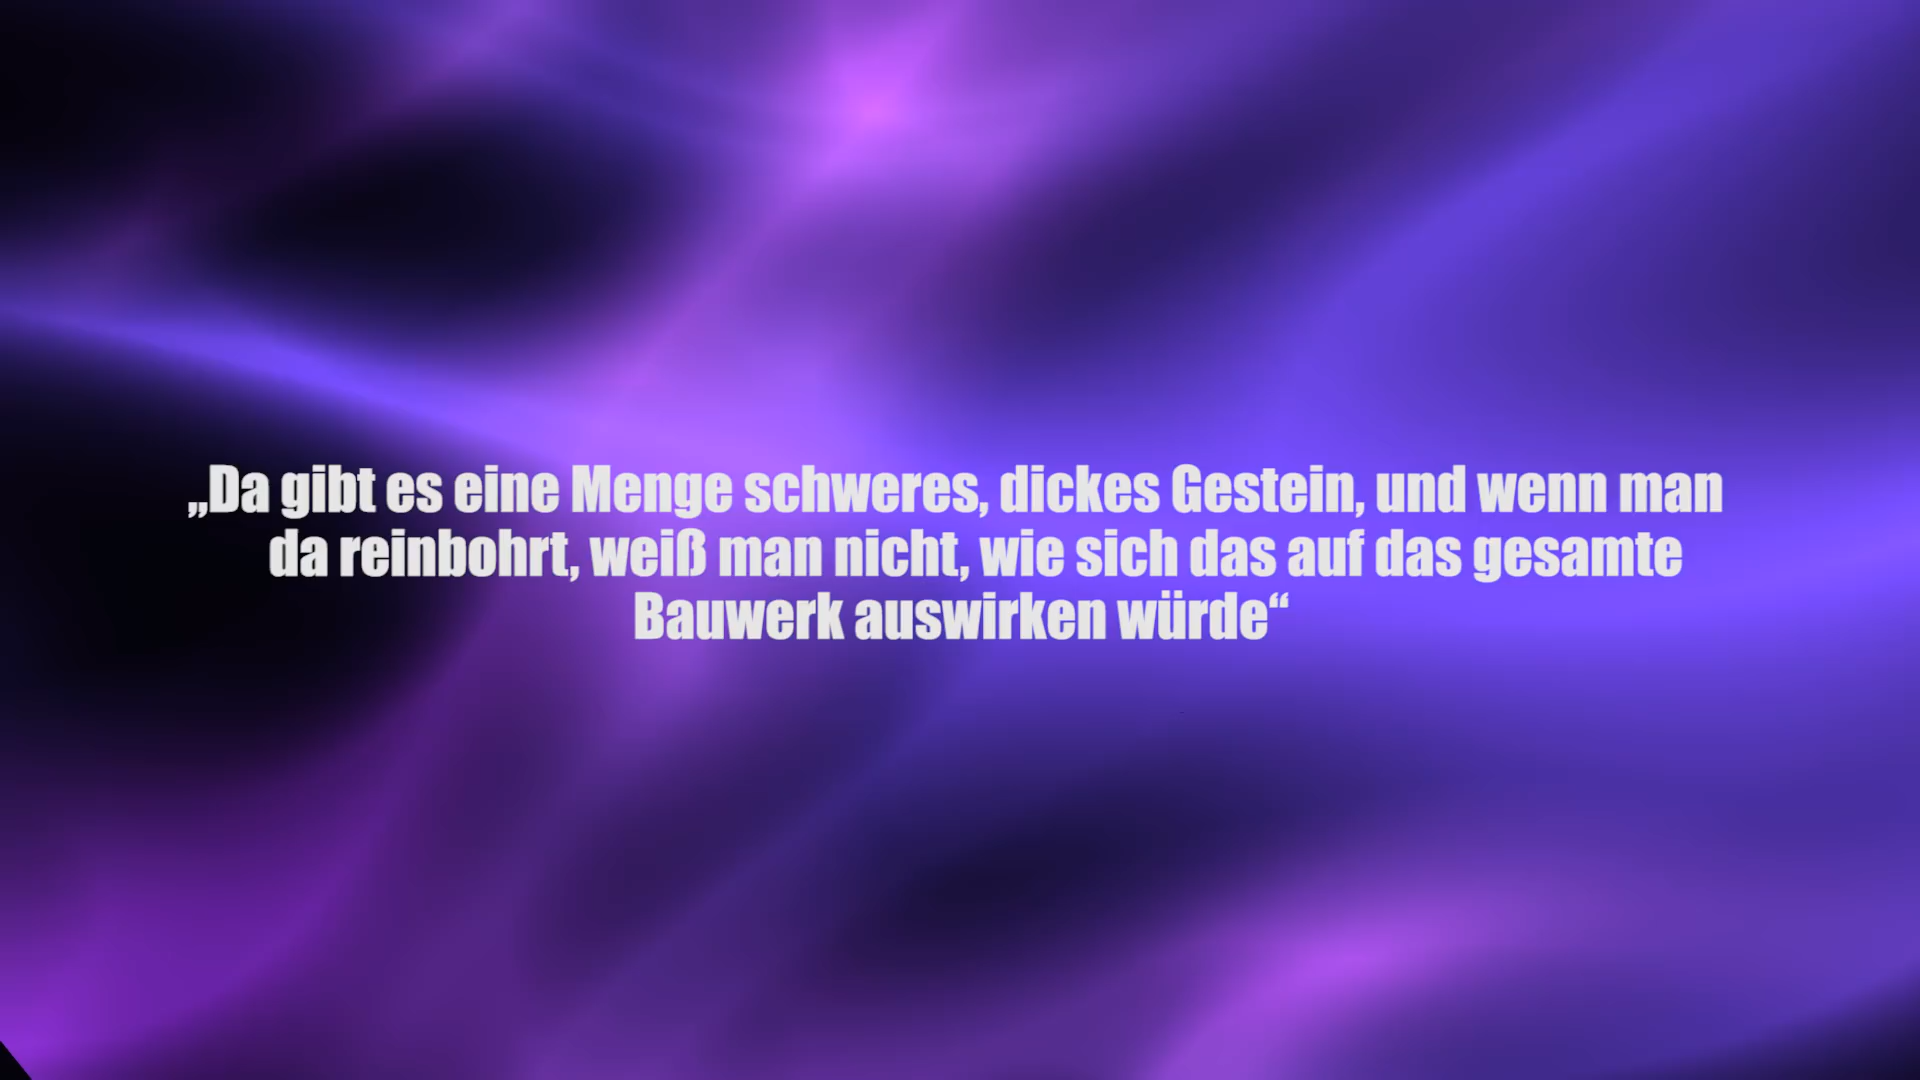 „Da gibt es eine Menge schweres, dickes Gestein, und wenn man
da reinbohrt, weiß man nicht, wie sich das auf das gesamte
Bauwerk auswirken würde“